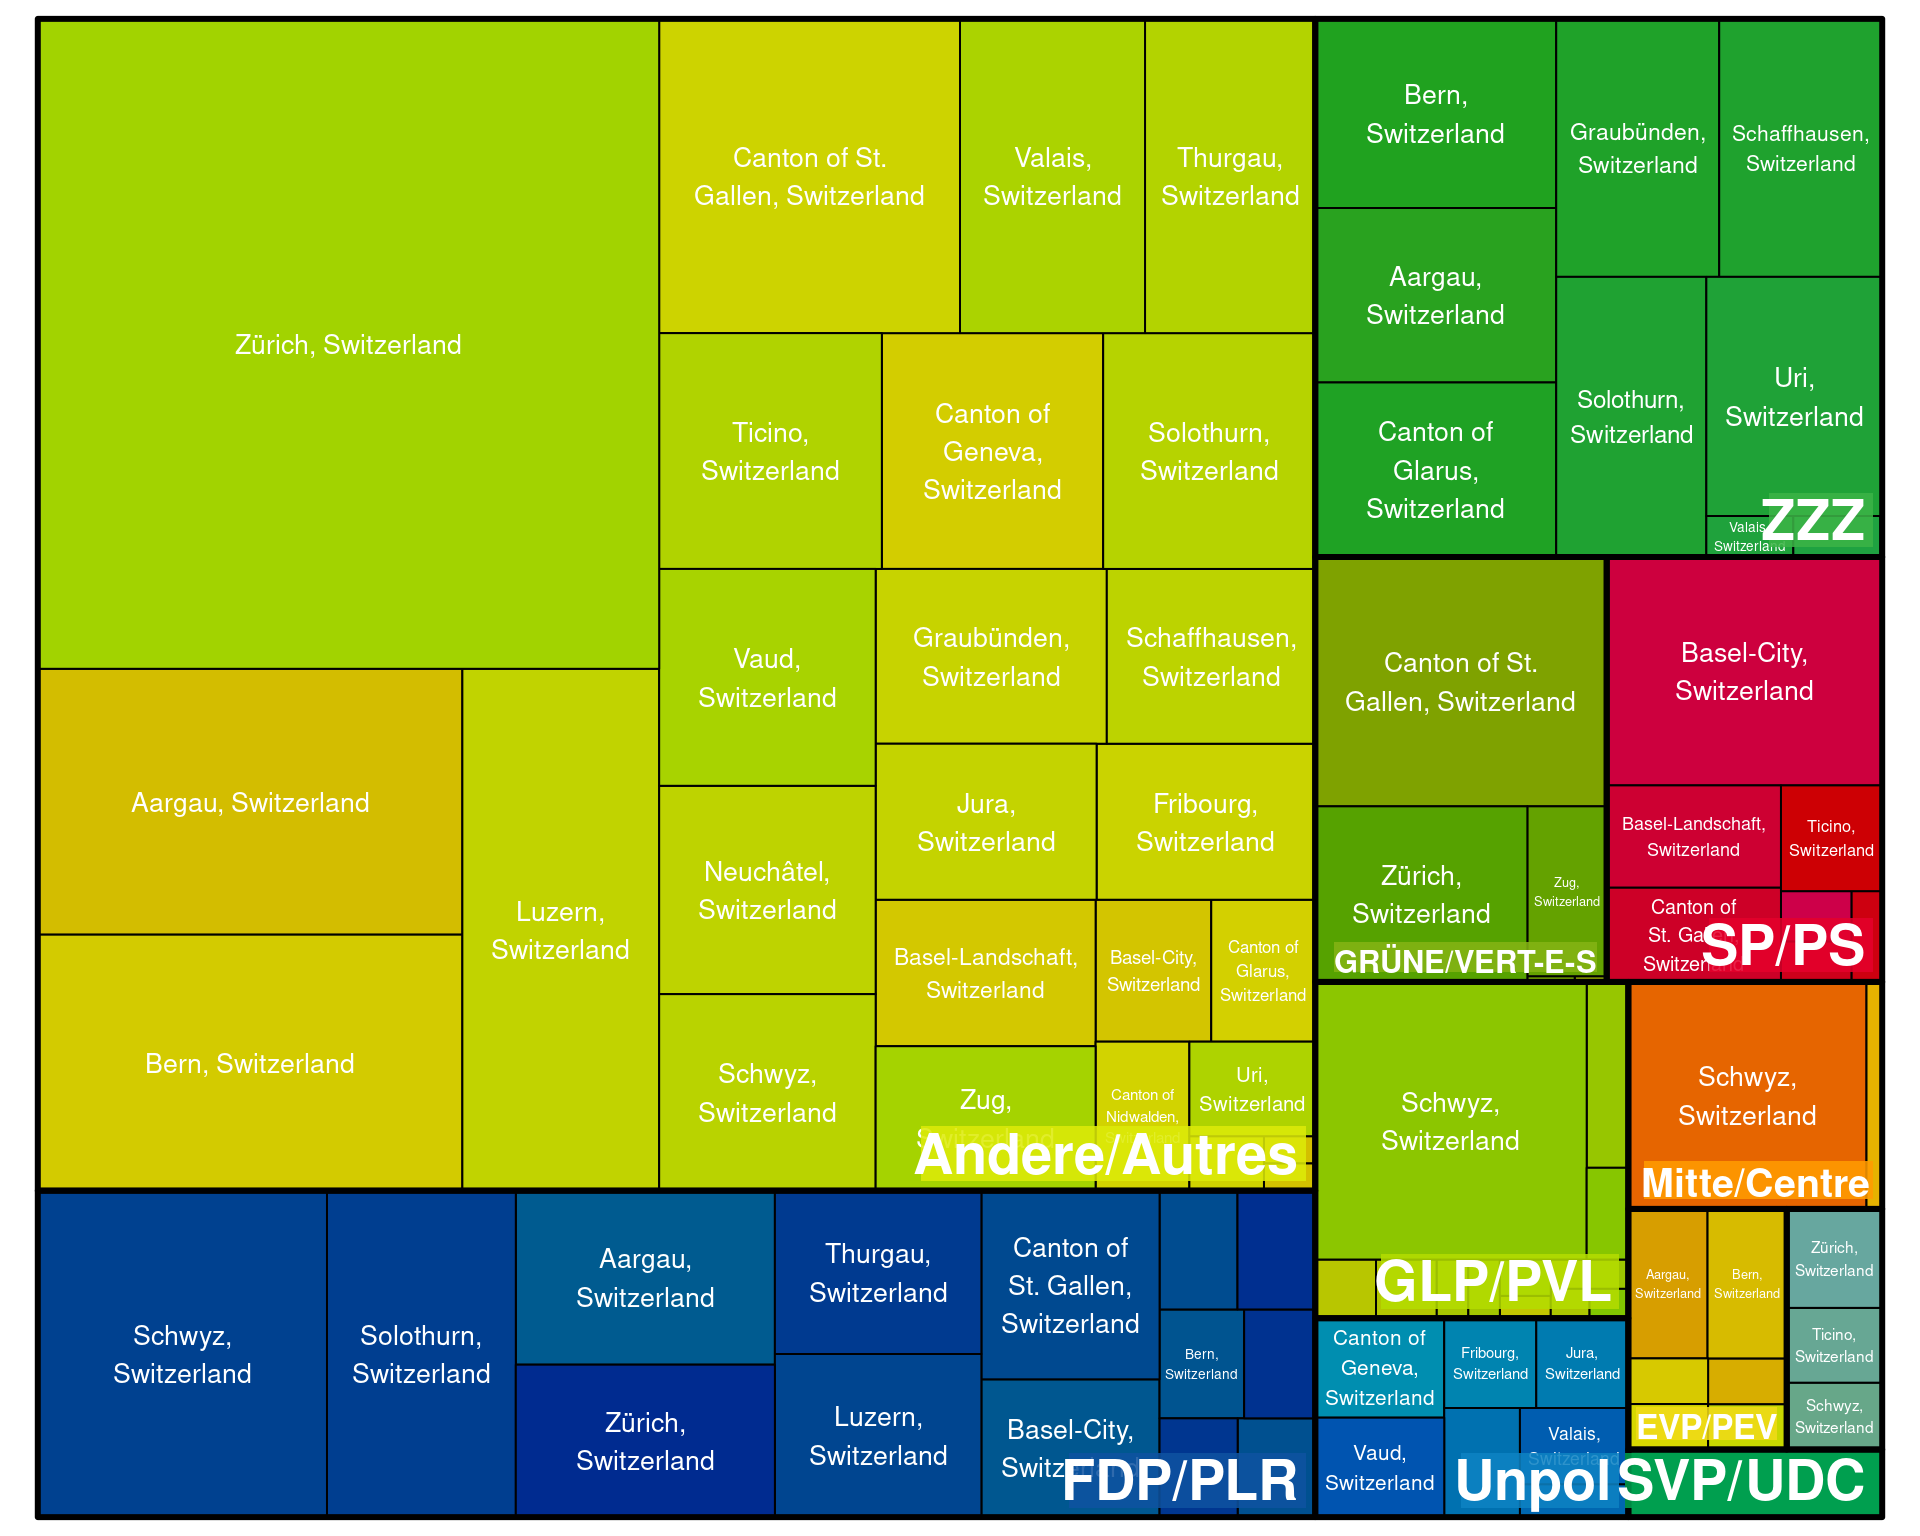 Zürich, Switzerland
Aargau, Switzerland
Bern, Switzerland
Luzern,
Switzerland
Canton of St.
Gallen, Switzerland
Valais,
Switzerland
Thurgau,
Switzerland
Ticino,
Switzerland
Canton of
Geneva,
Switzerland
Solothurn,
Switzerland
Vaud,
Switzerland
Graubünden,
Switzerland
Schaffhausen,
Switzerland
Jura,
Switzerland
Fribourg,
Switzerland
Neuchâtel,
Switzerland
Schwyz,
Switzerland
Basel-Landschaft,
Switzerland
Basel-City,
Switzerland
Canton of
Glarus,
Switzerland
Zug,
Switzerland
Canton of
Nidwalden,
Switzerland
Uri,
Switzerland
Andere/Autres
Schwyz,
Switzerland
Solothurn,
Switzerland
Aargau,
Switzerland
Zürich,
Switzerland
Thurgau,
Switzerland
Luzern,
Switzerland
Canton of
St. Gallen,
Switzerland
Basel-City,
Switzerland
Bern,
Switzerland
FDP/PLR
Bern,
Switzerland
Aargau,
Switzerland
Canton of
Glarus,
Switzerland
Graubünden,
Switzerland
Schaffhausen,
Switzerland
Solothurn,
Switzerland
Uri,
Switzerland
Valais,
Switzerland
ZZZ
Canton of St.
Gallen, Switzerland
Zürich,
Switzerland
Zug,
Switzerland
GRÜNE/VERT-E-S
Basel-City,
Switzerland
Basel-Landschaft,
Switzerland
Ticino,
Switzerland
Canton of
St. Gallen,
Switzerland
SP/PS
Schwyz,
Switzerland
GLP/PVL
Schwyz,
Switzerland
Mitte/Centre
Aargau,
Switzerland
Bern,
Switzerland
EVP/PEV
Zürich,
Switzerland
Ticino,
Switzerland
Schwyz,
Switzerland
Canton of
Geneva,
Switzerland
Fribourg,
Switzerland
Jura,
Switzerland
Vaud,
Switzerland
Valais,
Switzerland
Unpol
SVP/UDC